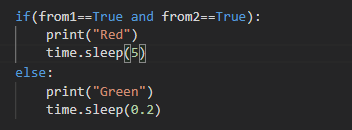 if(from1==True and from2==True):
    print("Red")
    time.sleep(5)
else:
    print("Green")
    time.sleep(0.2)